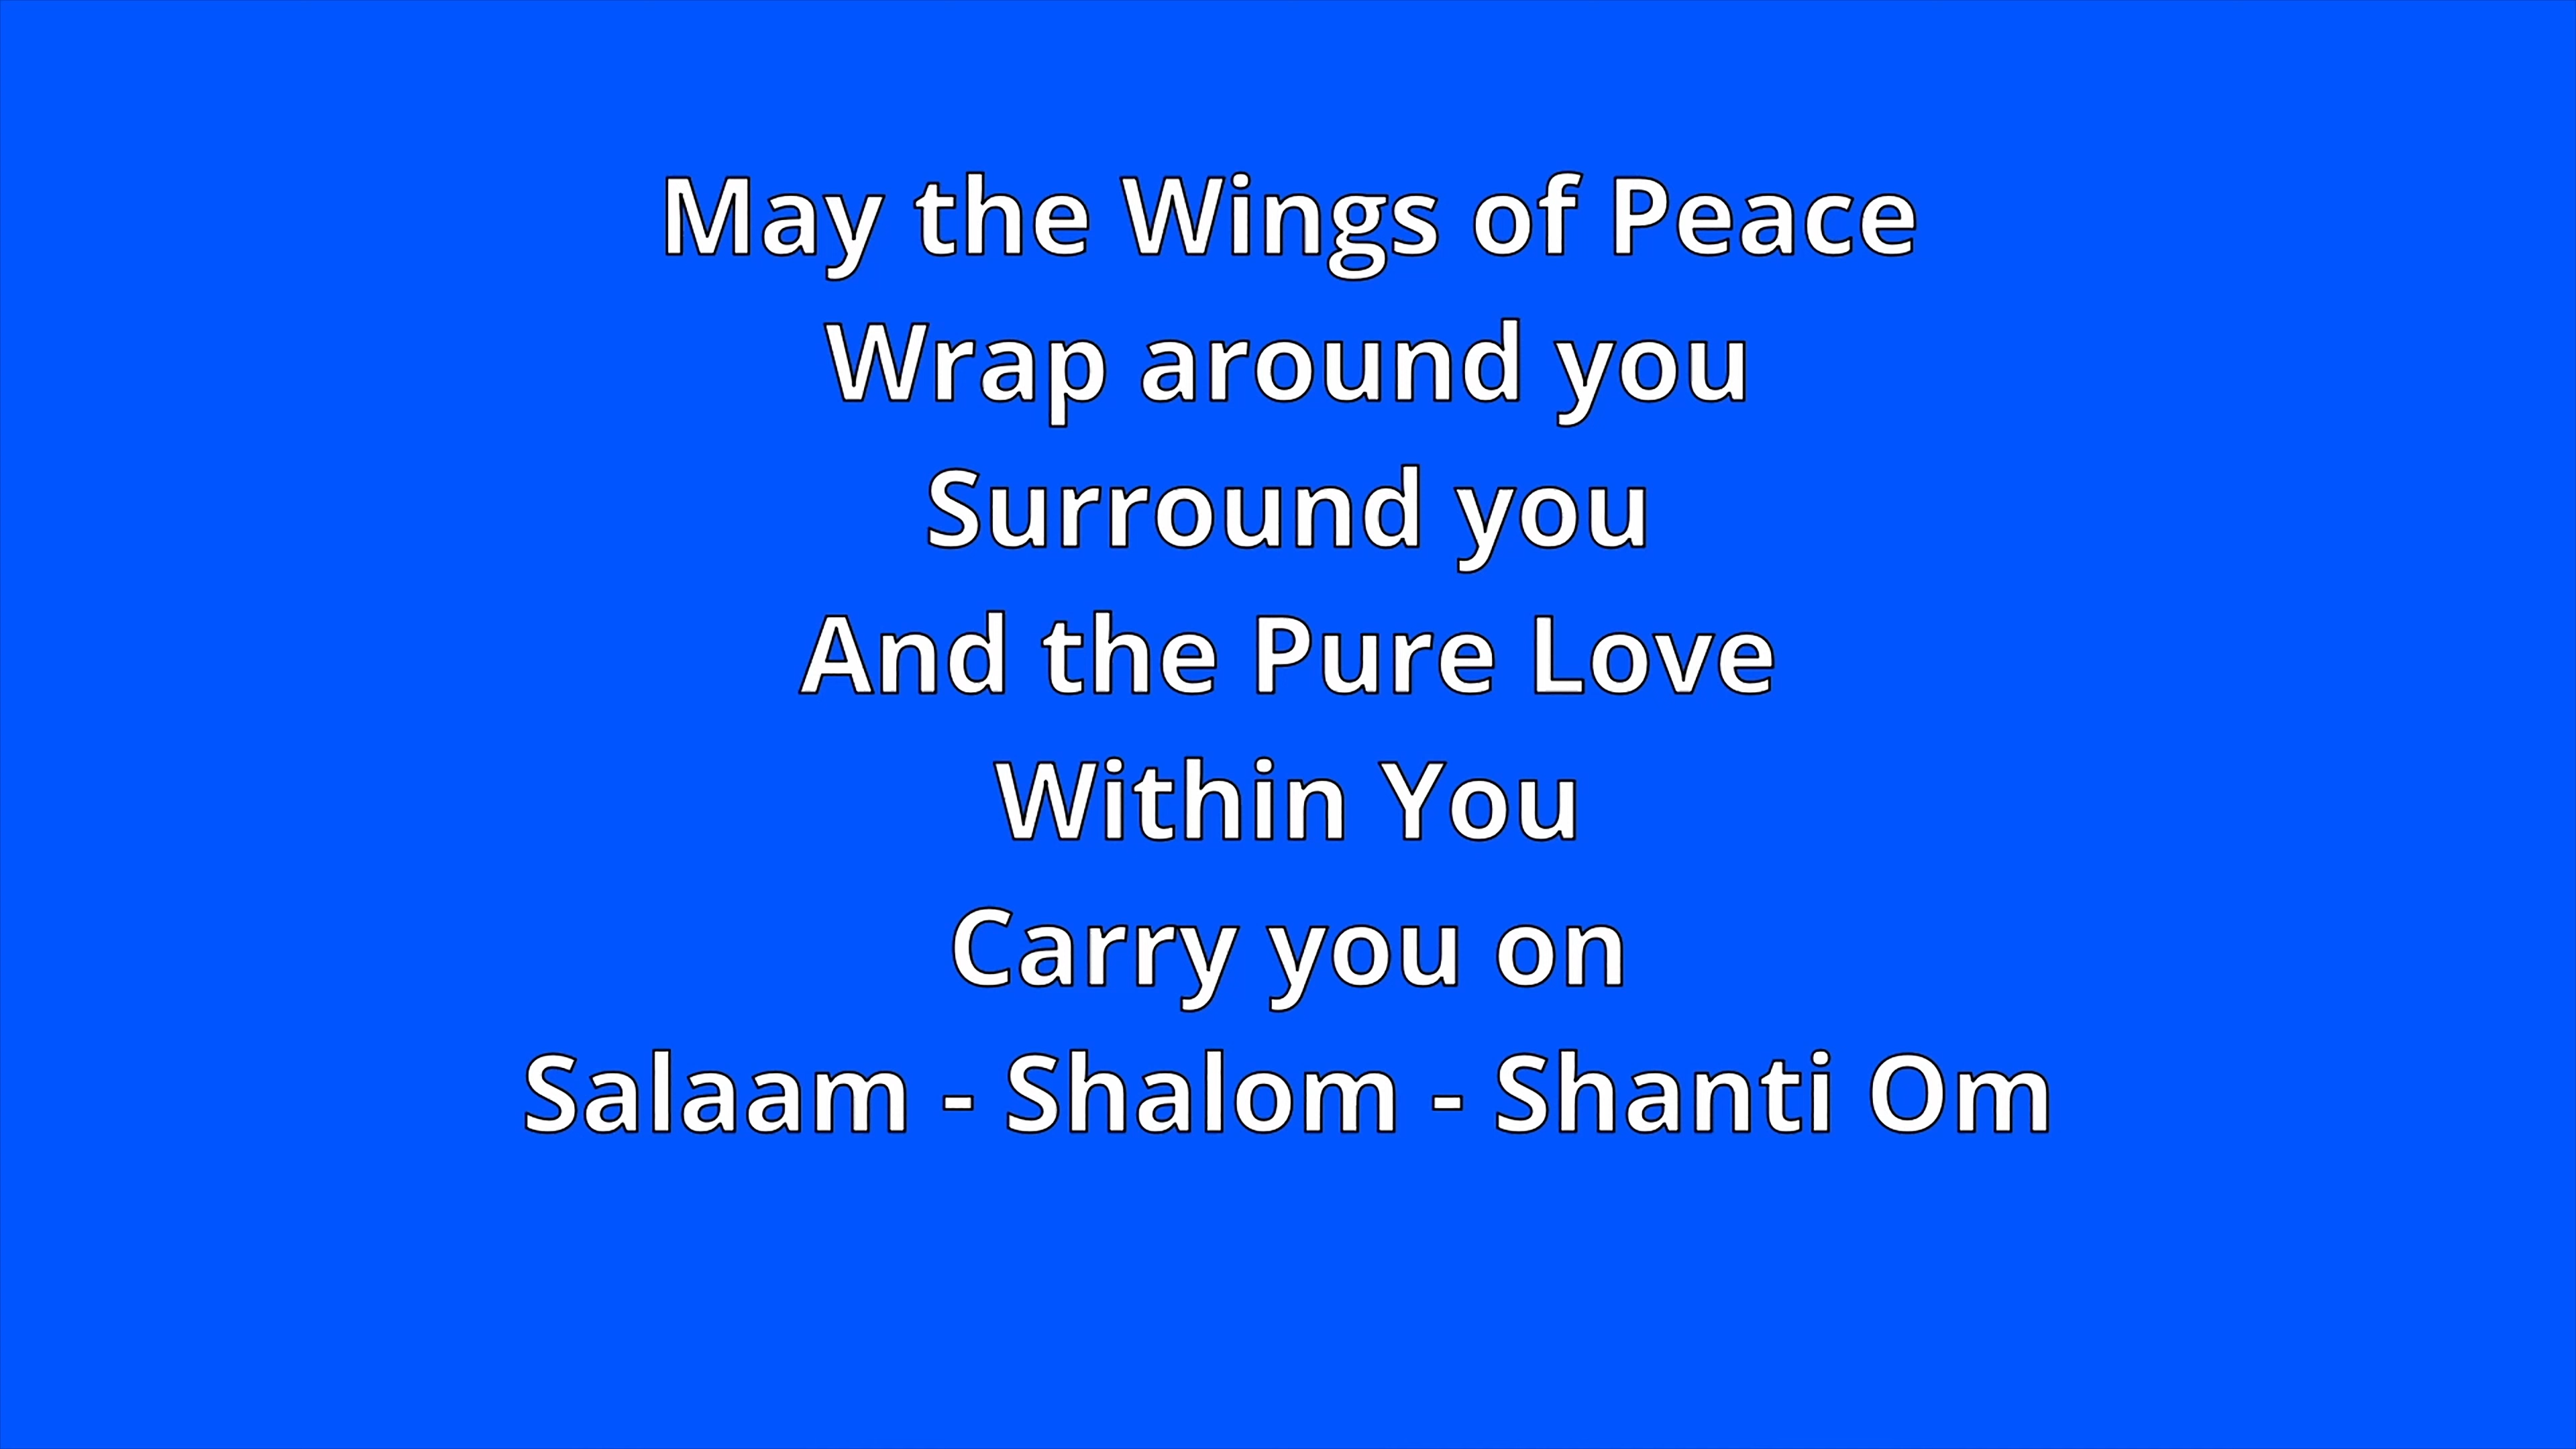 May the Wings of Peace
Wrap around you
Surround you
And the Pure Love
Within You
Carry you on
Salaam - Shalom - Shanti Om